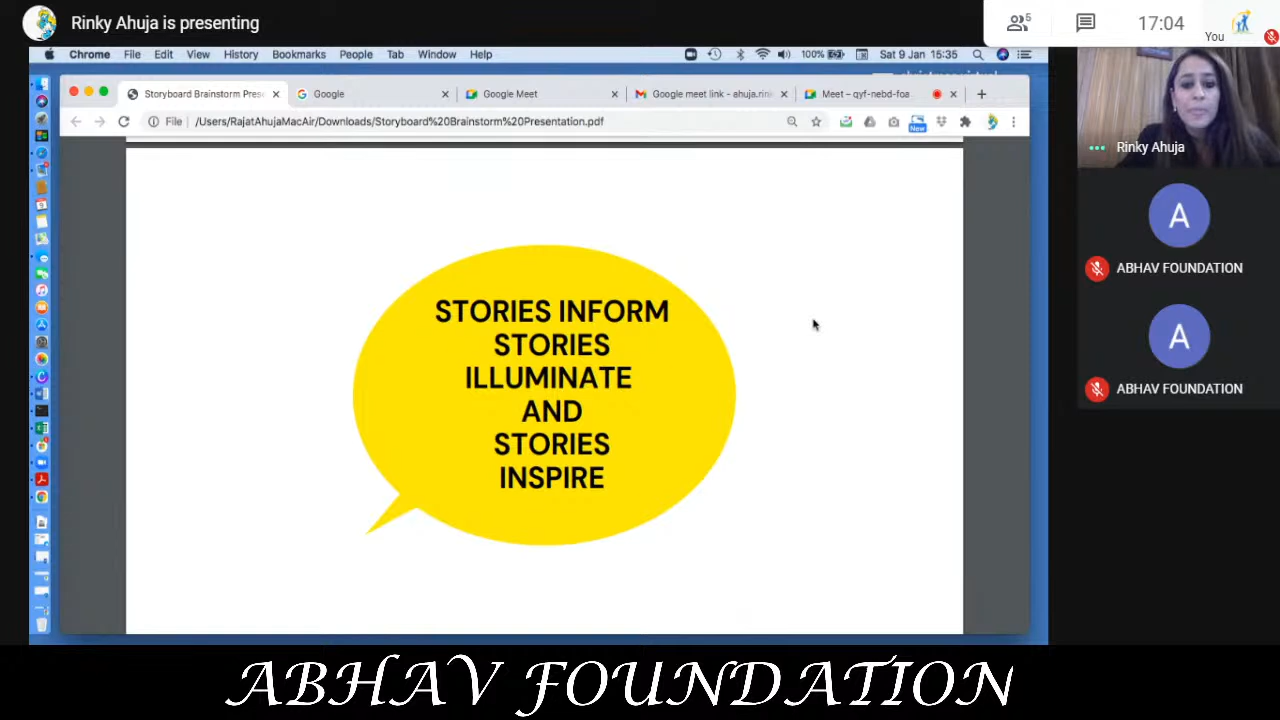 Rinky Ahuja is presenting
5
17:04
You
Chrome File Edit View History Bookmarks People Tab Window Help
100% Sat 9 Jan 15:35
Storyboard Brainstorm Pres
Google
Google Meet
Google meet link - ahuja.rin
Meet – qyf-nebd-foa
File /Users/RajatAhujaMacAir/Downloads/Storyboard%20Brainstorm%20Presentation.pdf
New
STORIES INFORM
STORIES
ILLUMINATE
AND
STORIES
INSPIRE
Rinky Ahuja
A
ABHAV FOUNDATION
A
ABHAV FOUNDATION
ABHAV FOUNDATION